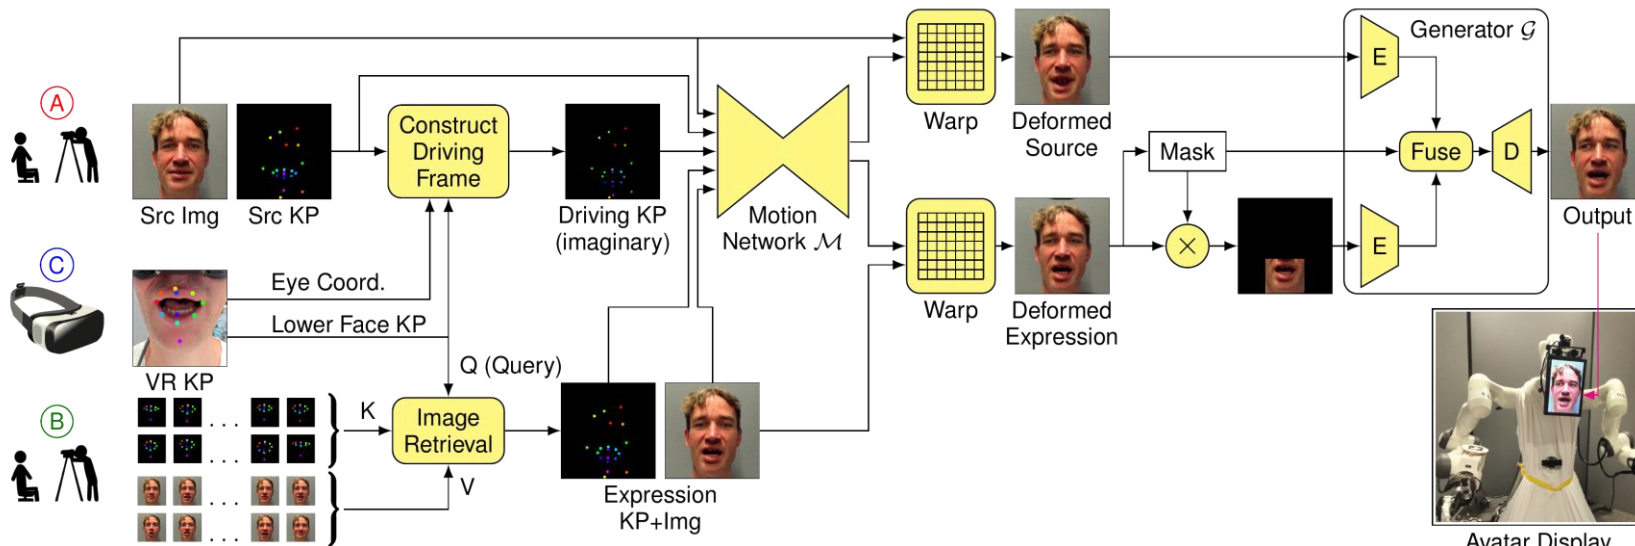 A
Src Img
Src KP
Construct
Driving
Frame
Driving KP
(imaginary)
Motion
Network ℳ
Warp
Deformed
Source
Generator 𝒢
E
Mask
Fuse
D
Output
C
VR KP
Eye Coord.
Lower Face KP
Q (Query)
Warp
Deformed
Expression
×
E
B
. . .
. . .
. . .
. . .
K
V
Image
Retrieval
Expression
KP+Img
Avatar Display